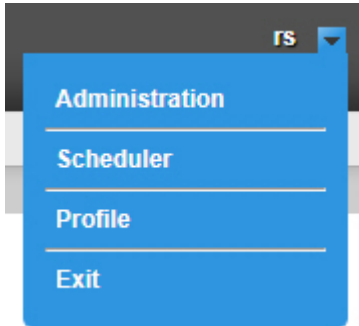 rs
Administration
Scheduler
Profile
Exit